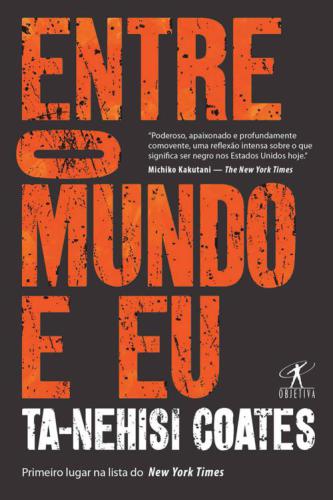 ENTRE
O
“Poderoso, apaixonado e profundamente
comovente, uma reflexão intensa sobre o que
significa ser negro nos Estados Unidos hoje.”
Michiko Kakutani — The New York Times
MUNDO
E EU
OBJETIVA
TA-NEHISI COATES
Primeiro lugar na lista do New York Times